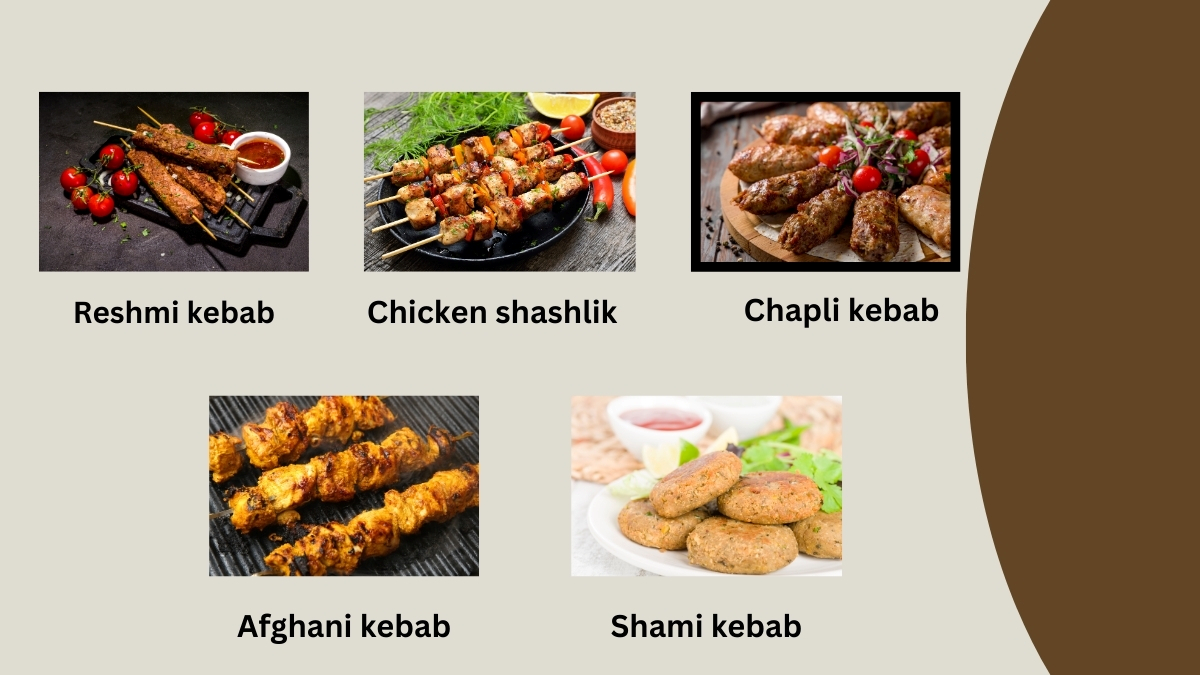 Reshmi kebab
Chicken shashlik
Chapli kebab
Afghani kebab
Shami kebab